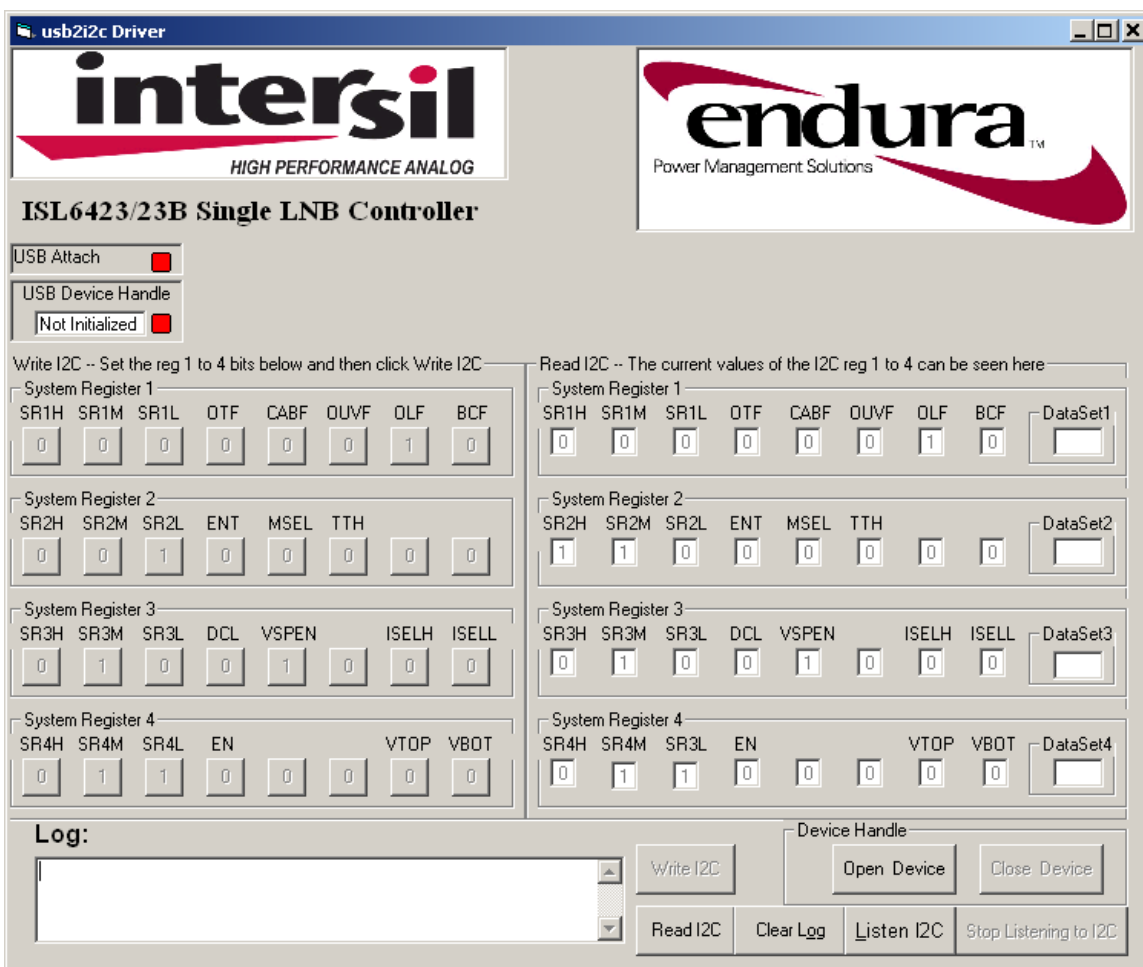 usb2i2c Driver
intersil
HIGH PERFORMANCE ANALOG
endura™
Power Management Solutions
ISL6423/23B Single LNB Controller
USB Attach
USB Device Handle
Not Initialized
Write I2C -- Set the reg 1 to 4 bits below and then click Write I2C
System Register 1
SR1H SR1M SR1L OTF CABF OUVF OLF BCF
0 0 0 0 0 0 1 0
System Register 2
SR2H SR2M SR2L ENT MSEL TTH
0 0 1 0 0 0 0 0
System Register 3
SR3H SR3M SR3L DCL VSPEN ISELH ISELL
0 1 0 0 1 0 0 0
System Register 4
SR4H SR4M SR4L EN VTOP VBOT
0 1 1 0 0 0 0 0
Read I2C -- The current values of the I2C reg 1 to 4 can be seen here
System Register 1
SR1H SR1M SR1L OTF CABF OUVF OLF BCF DataSet1
0 0 0 0 0 0 1 0
System Register 2
SR2H SR2M SR2L ENT MSEL TTH DataSet2
1 1 0 0 0 0 0 0
System Register 3
SR3H SR3M SR3L DCL VSPEN ISELH ISELL DataSet3
0 1 0 0 1 0 0 0
System Register 4
SR4H SR4M SR3L EN VTOP VBOT DataSet4
0 1 1 0 0 0 0 0
Log:
Device Handle
Write I2C Open Device Close Device
Read I2C Clear Log Listen I2C Stop Listening to I2C